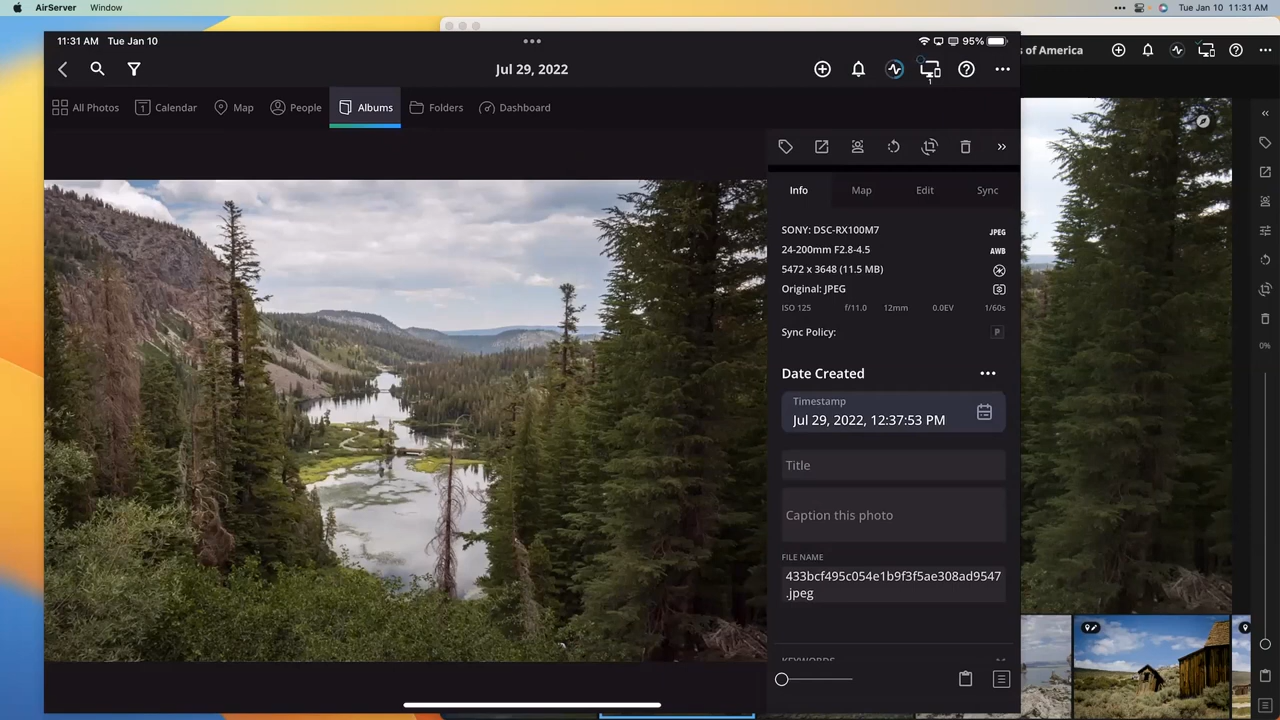 AirServer Window
Tue Jan 10 11:31 AM
11:31 AM Tue Jan 10
95%
s of America
Jul 29, 2022
1
All Photos
1 Calendar
Map
People
Albums
Folders
Dashboard
Info
Map
Edit
Sync
SONY: DSC-RX100M7
JPEG
24-200mm F2.8-4.5
AWB
5472 x 3648 (11.5 MB)
Original: JPEG
ISO 125 f/11.0 12mm 0.0EV 1/60s
Sync Policy:
P
Date Created
Timestamp
Jul 29, 2022, 12:37:53 PM
Title
Caption this photo
FILE NAME
433bcf495c054e1b9f3f5ae308ad9547
.jpeg
KEYWORDS
0%